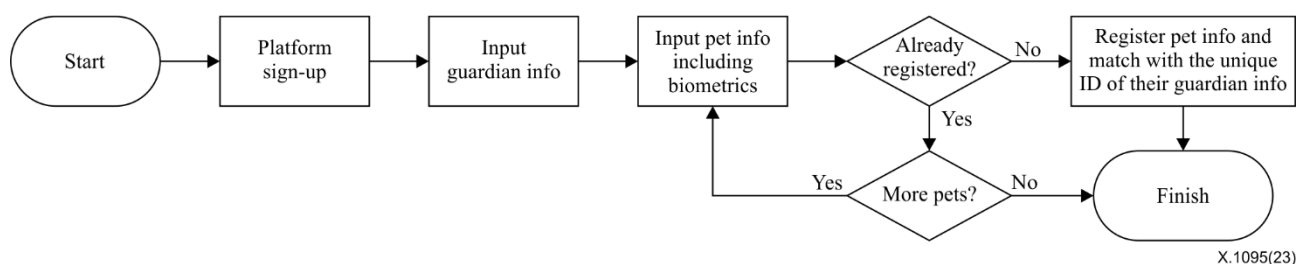 Start
Platform
sign-up
Input
guardian info
Input pet info
including
biometrics
Already
registered?
No
Register pet info and
match with the unique
ID of their guardian info
Yes
Yes
More pets?
No
Finish
X.1095(23)